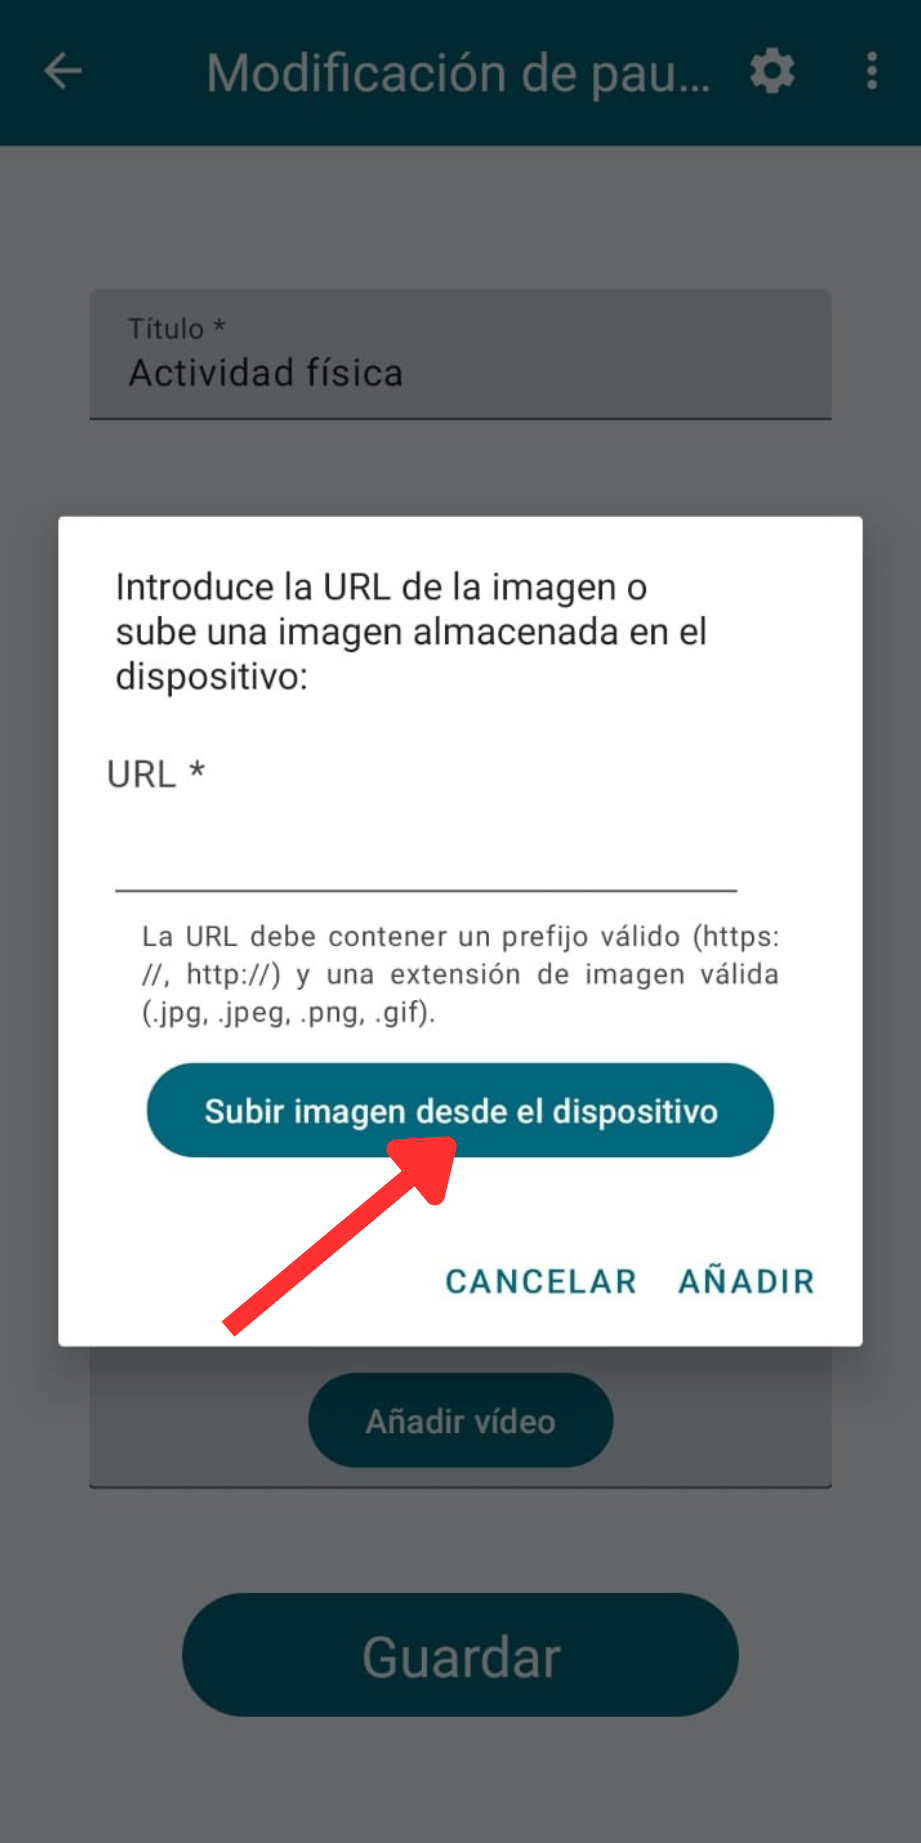 Modificación de pau...
Título *
Actividad física
Introduce la URL de la imagen o
sube una imagen almacenada en el
dispositivo:
URL *
La URL debe contener un prefijo válido (https:
//, http://) y una extensión de imagen válida
(.jpg, .jpeg, .png, .gif).
Subir imagen desde el dispositivo
CANCELAR AÑADIR
Añadir vídeo
Guardar